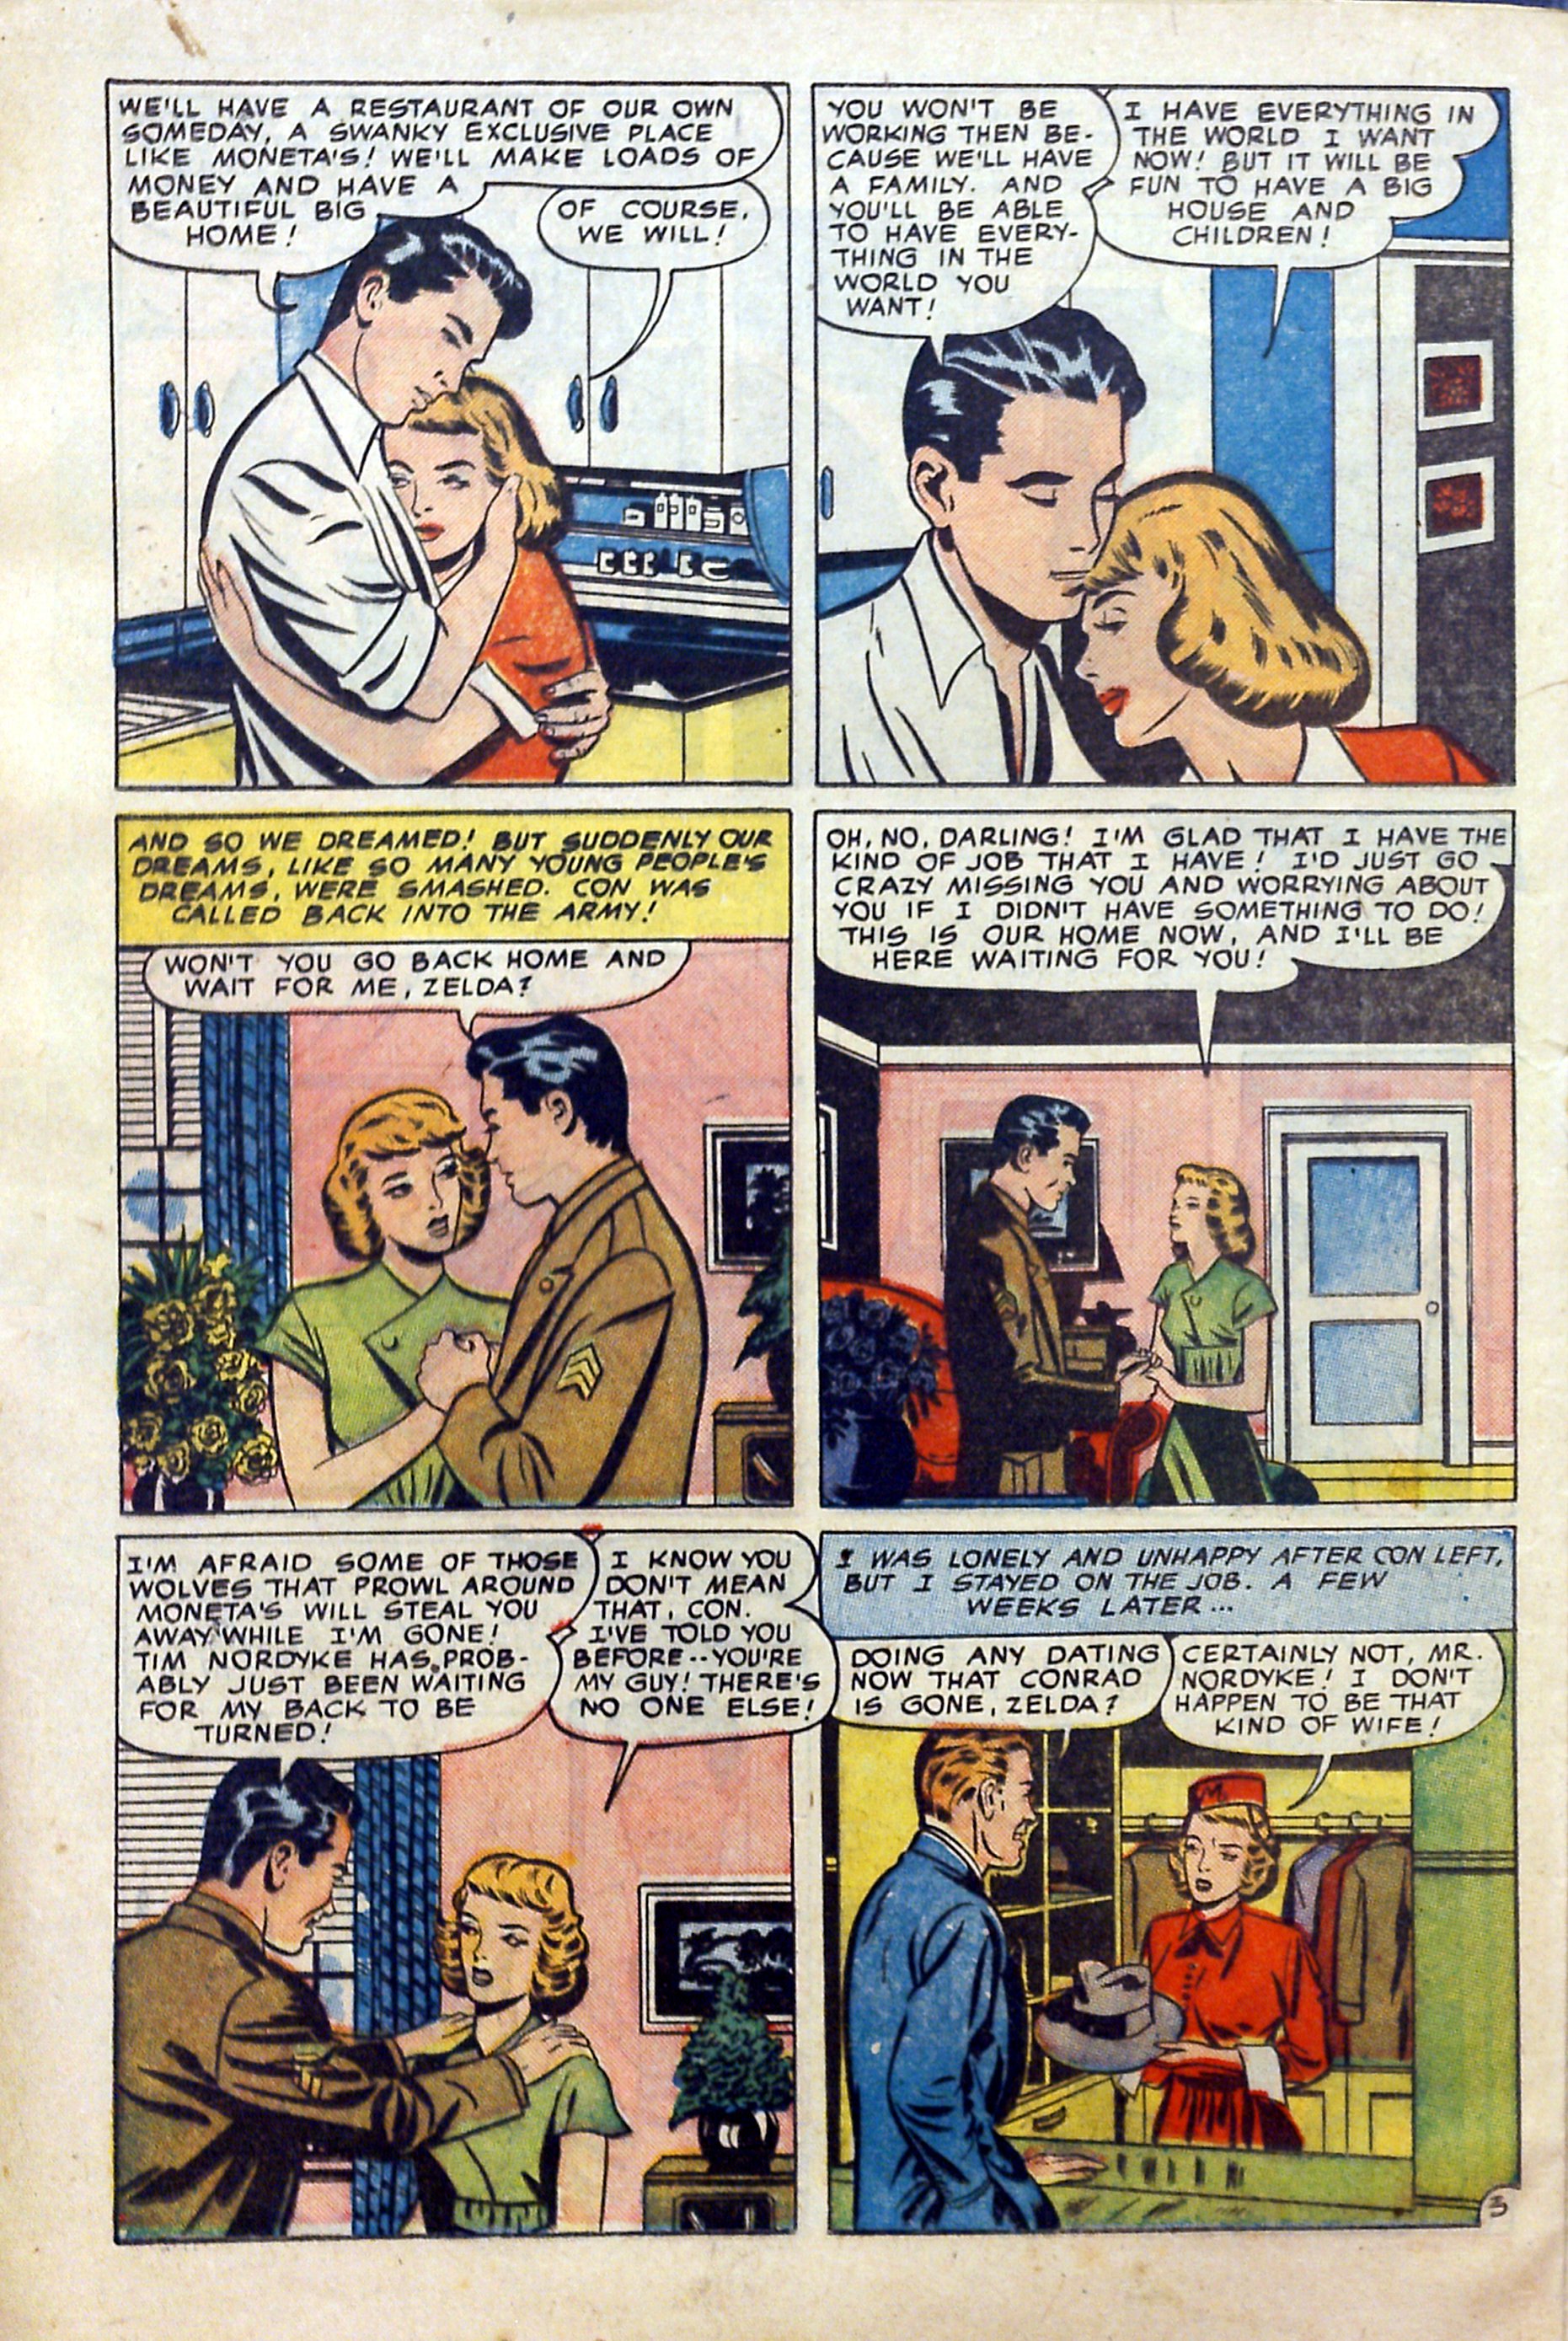 WE'LL HAVE A RESTAURANT OF OUR OWN
SOMEDAY, A SWANKY EXCLUSIVE PLACE
LIKE MONETA'S! WE'LL MAKE LOADS OF
MONEY AND HAVE A
BEAUTIFUL BIG
HOME!
OF COURSE,
WE WILL!
YOU WON'T BE
WORKING THEN BE-
CAUSE WE'LL HAVE
A FAMILY. AND
YOU'LL BE ABLE
TO HAVE EVERY-
THING IN THE
WORLD YOU
WANT!
I HAVE EVERYTHING IN
THE WORLD I WANT
NOW! BUT IT WILL BE
FUN TO HAVE A BIG
HOUSE AND
CHILDREN!
AND SO WE DREAMED! BUT SUDDENLY OUR
DREAMS, LIKE SO MANY YOUNG PEOPLE'S
DREAMS, WERE SMASHED. CON WAS
CALLED BACK INTO THE ARMY!
WON'T YOU GO BACK HOME AND
WAIT FOR ME, ZELDA?
OH, NO, DARLING! I'M GLAD THAT I HAVE THE
KIND OF JOB THAT I HAVE! I'D JUST GO
CRAZY MISSING YOU AND WORRYING ABOUT
YOU IF I DIDN'T HAVE SOMETHING TO DO!
THIS IS OUR HOME NOW, AND I'LL BE
HERE WAITING FOR YOU!
I'M AFRAID SOME OF THOSE
WOLVES THAT PROWL AROUND
MONETA'S WILL STEAL YOU
AWAY WHILE I'M GONE!
TIM NORDYKE HAS PROB-
ABLY JUST BEEN WAITING
FOR MY BACK TO BE
TURNED!
I KNOW YOU
DON'T MEAN
THAT, CON.
I'VE TOLD YOU
BEFORE--YOU'RE
MY GUY! THERE'S
NO ONE ELSE!
I WAS LONELY AND UNHAPPY AFTER CON LEFT,
BUT I STAYED ON THE JOB. A FEW
WEEKS LATER...
DOING ANY DATING
NOW THAT CONRAD
IS GONE, ZELDA?
CERTAINLY NOT, MR.
NORDYKE! I DON'T
HAPPEN TO BE THAT
KIND OF WIFE!
M
3